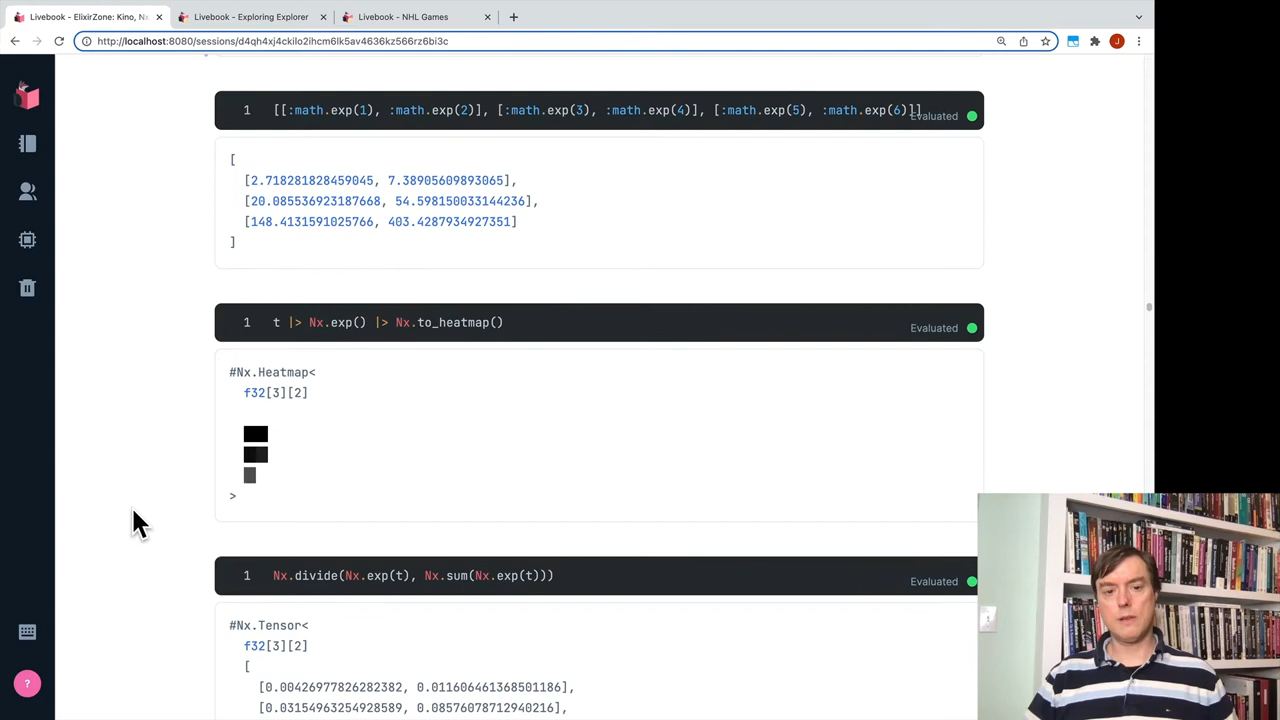 Livebook - ElixirZone: Kino, Nx
Livebook - Exploring Explorer
Livebook - NHL Games
http://localhost:8080/sessions/d4qh4xj4ckilo2ihcm6lk5av4636kz566rz6bi3c
J
1 [[:math.exp(1), :math.exp(2)], [:math.exp(3), :math.exp(4)], [:math.exp(5), :math.exp(6)]]
Evaluated
[
[2.718281828459045, 7.38905609893065],
[20.085536923187668, 54.598150033144236],
[148.4131591025766, 403.4287934927351]
]
1 t |> Nx.exp() |> Nx.to_heatmap()
Evaluated
#Nx.Heatmap<
f32[3][2]
>
1 Nx.divide(Nx.exp(t), Nx.sum(Nx.exp(t)))
Evaluated
#Nx.Tensor<
f32[3][2]
[
[0.00426977826282382, 0.011606461368501186],
[0.03154963254928589, 0.08576078712940216],
?